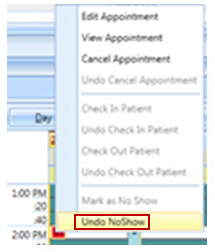 Edit Appointment
View Appointment
Cancel Appointment
Undo Cancel Appointment
Check In Patient
Day
Undo Check In Patient
Check Out Patient
Undo Check Out Patient
1:00 PM
:20
Mark as No Show
:40
Undo NoShow
2:00 PM